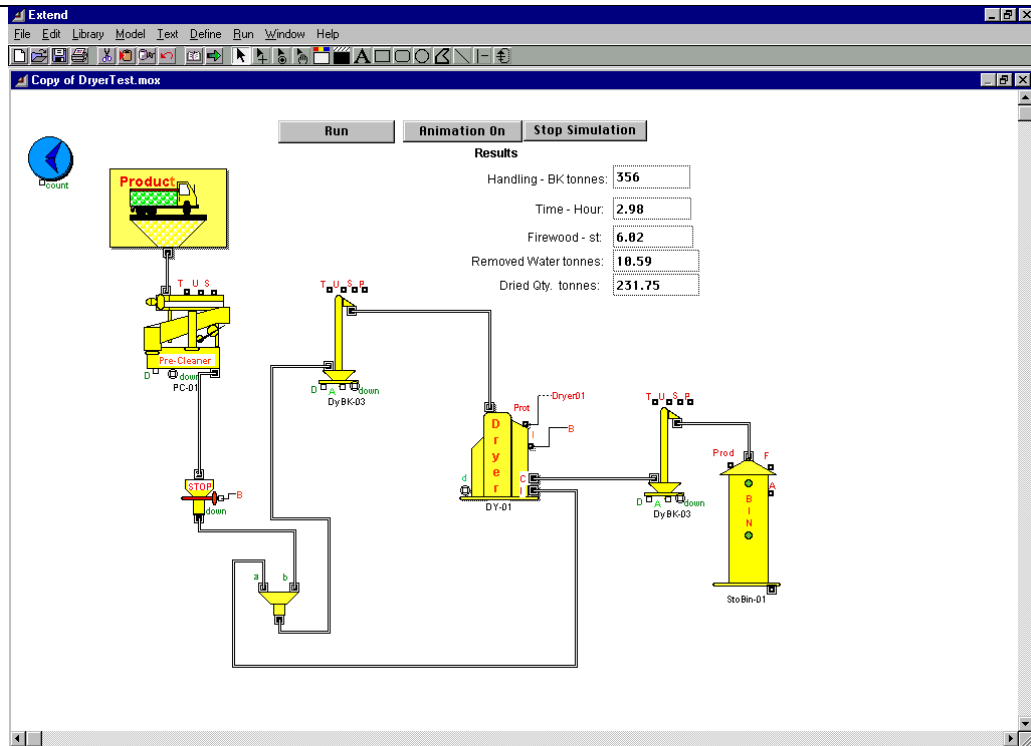 Extend
File Edit Library Model Text Define Run Window Help
A
Copy of DryerTest.mox
Run Animation On Stop Simulation
Results
count
Product
Handling - BK tonnes: 356
Time - Hour: 2.98
Firewood - st: 6.02
Removed Water tonnes: 10.59
Dried Qty. tonnes: 231.75
T U S
T U S P
Pre-Cleaner
D down
PC-01
D A down
DyBK-03
Prot Dryer01
I B
Dryer
d
C
I
DY-01
T U S P
D A down
DyBK-03
Prod F
A
BIN
StoBin-01
STOP B
down
a b